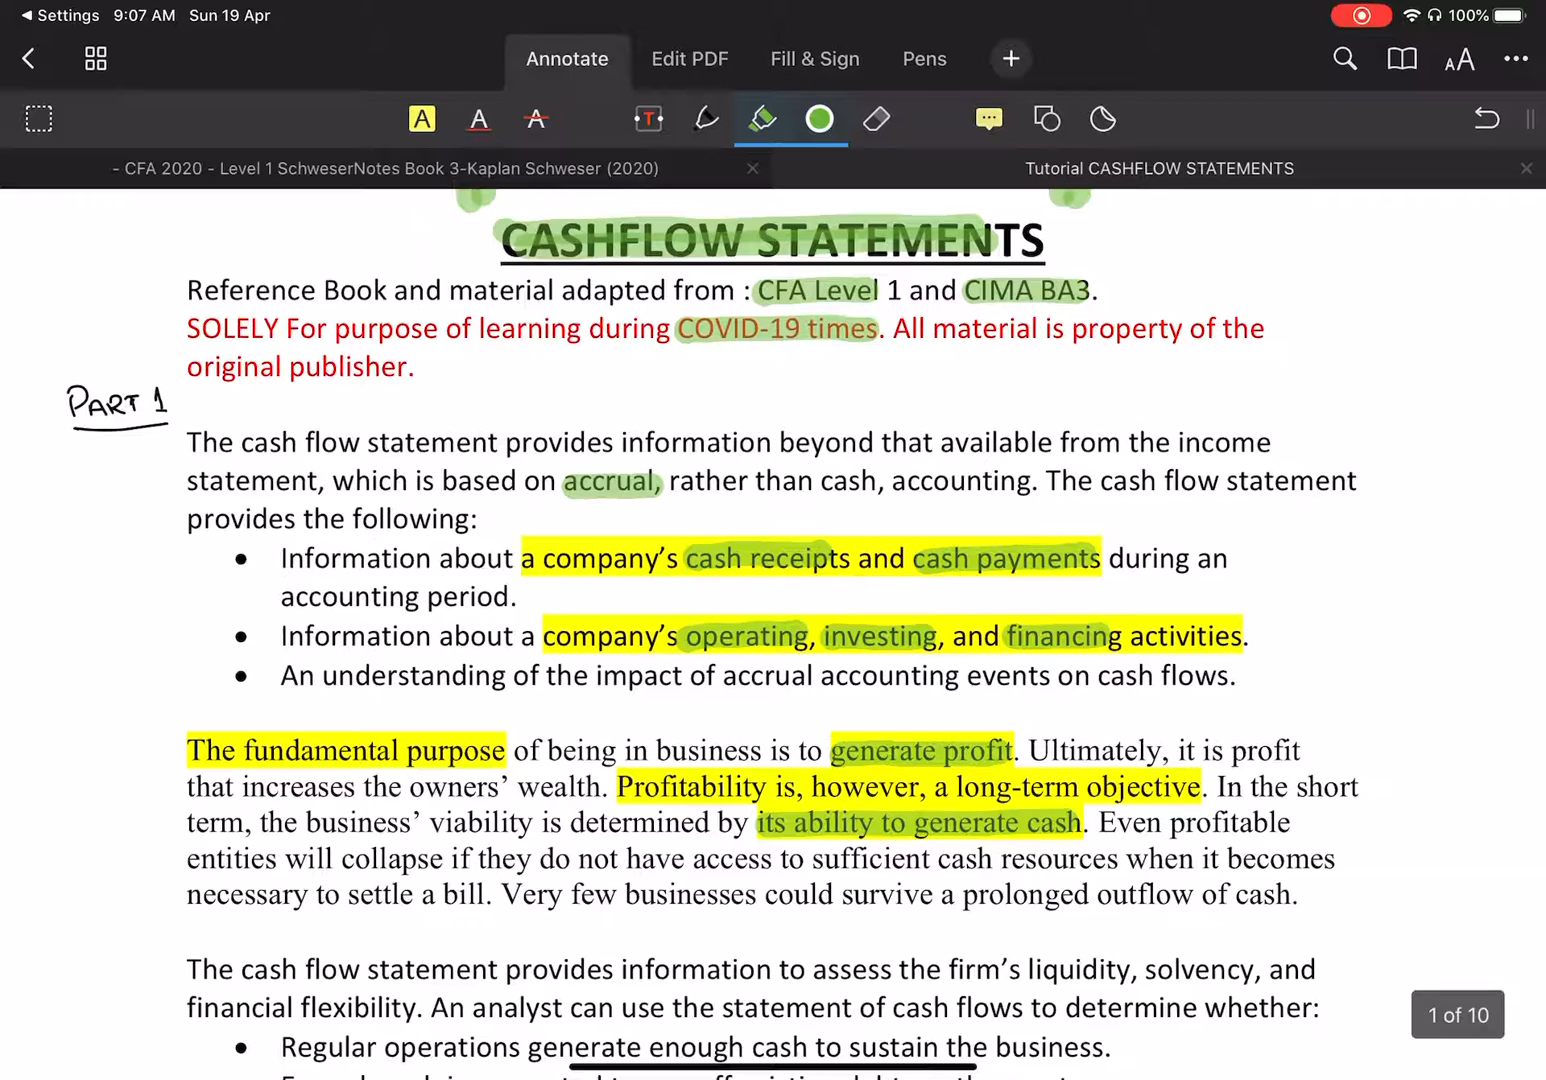 ◀ Settings 9:07 AM Sun 19 Apr 100%
Annotate Edit PDF Fill & Sign Pens +
A A A T AA
- CFA 2020 - Level 1 SchweserNotes Book 3-Kaplan Schweser (2020) × Tutorial CASHFLOW STATEMENTS ×
CASHFLOW STATEMENTS
Reference Book and material adapted from : CFA Level 1 and CIMA BA3.
SOLELY For purpose of learning during COVID-19 times. All material is property of the
original publisher.
PART 1
The cash flow statement provides information beyond that available from the income
statement, which is based on accrual, rather than cash, accounting. The cash flow statement
provides the following:
• Information about a company's cash receipts and cash payments during an
accounting period.
• Information about a company's operating, investing, and financing activities.
• An understanding of the impact of accrual accounting events on cash flows.
The fundamental purpose of being in business is to generate profit. Ultimately, it is profit
that increases the owners' wealth. Profitability is, however, a long-term objective. In the short
term, the business' viability is determined by its ability to generate cash. Even profitable
entities will collapse if they do not have access to sufficient cash resources when it becomes
necessary to settle a bill. Very few businesses could survive a prolonged outflow of cash.
The cash flow statement provides information to assess the firm's liquidity, solvency, and
financial flexibility. An analyst can use the statement of cash flows to determine whether:
1 of 10
• Regular operations generate enough cash to sustain the business.